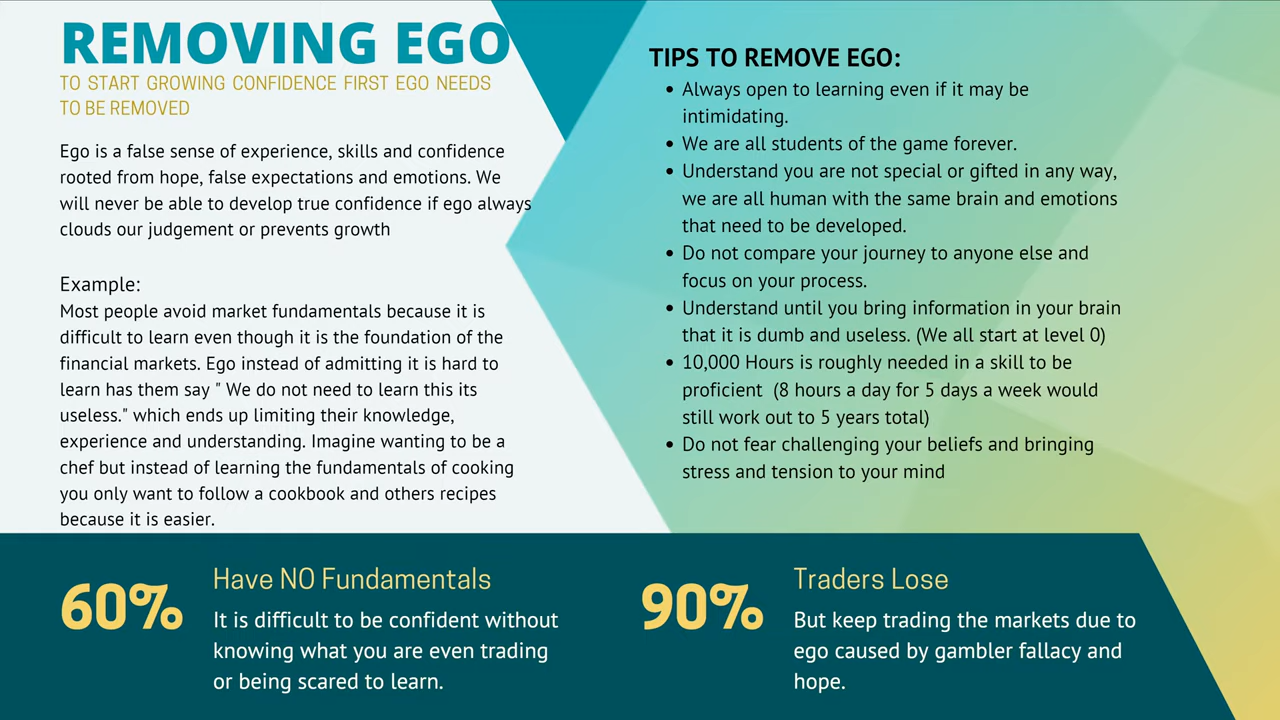 REMOVING EGO
TO START GROWING CONFIDENCE FIRST EGO NEEDS
TO BE REMOVED
Ego is a false sense of experience, skills and confidence
rooted from hope, false expectations and emotions. We
will never be able to develop true confidence if ego always
clouds our judgement or prevents growth
Example:
Most people avoid market fundamentals because it is
difficult to learn even though it is the foundation of the
financial markets. Ego instead of admitting it is hard to
learn has them say " We do not need to learn this its
useless." which ends up limiting their knowledge,
experience and understanding. Imagine wanting to be a
chef but instead of learning the fundamentals of cooking
you only want to follow a cookbook and others recipes
because it is easier.
TIPS TO REMOVE EGO:
• Always open to learning even if it may be
intimidating.
• We are all students of the game forever.
• Understand you are not special or gifted in any way,
we are all human with the same brain and emotions
that need to be developed.
• Do not compare your journey to anyone else and
focus on your process.
• Understand until you bring information in your brain
that it is dumb and useless. (We all start at level 0)
• 10,000 Hours is roughly needed in a skill to be
proficient  (8 hours a day for 5 days a week would
still work out to 5 years total)
• Do not fear challenging your beliefs and bringing
stress and tension to your mind
60%
Have NO Fundamentals
It is difficult to be confident without
knowing what you are even trading
or being scared to learn.
90%
Traders Lose
But keep trading the markets due to
ego caused by gambler fallacy and
hope.